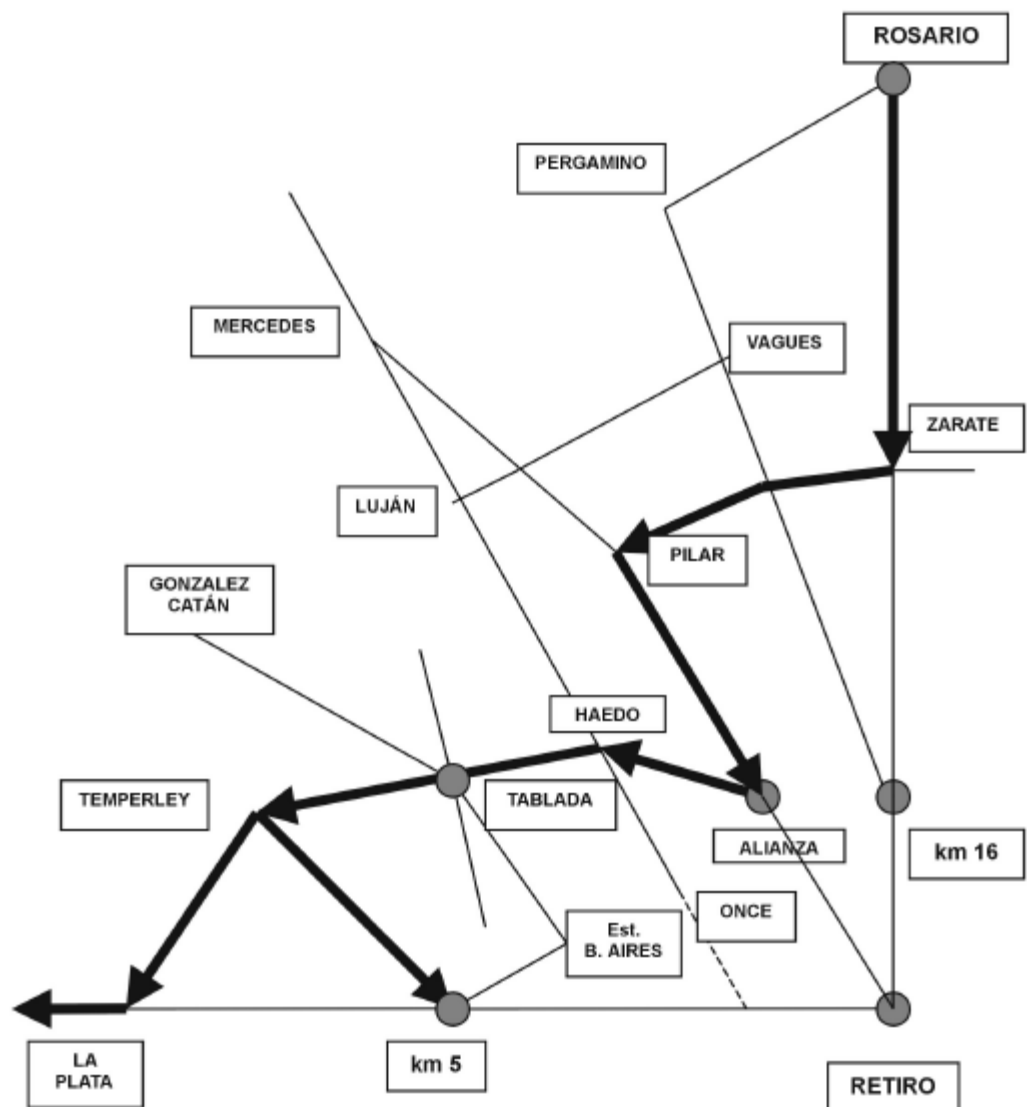 ROSARIO
PERGAMINO
MERCEDES
VAGUES
ZARATE
LUJÁN
PILAR
GONZALEZ
CATÁN
HAEDO
TEMPERLEY
TABLADA
ALIANZA
km 16
ONCE
Est.
B. AIRES
LA
PLATA
km 5
RETIRO